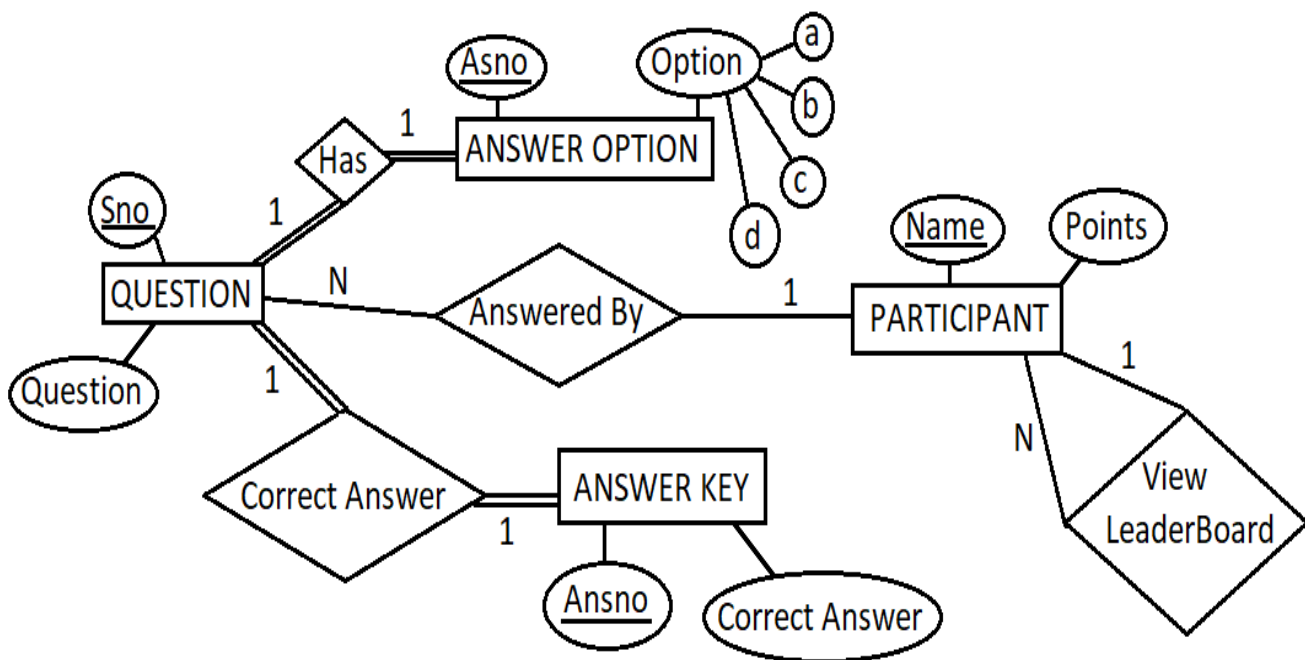 a
Asno
Option
b
1
ANSWER OPTION
Has
c
Sno
1
d
Name
Points
QUESTION
N
Answered By
1
PARTICIPANT
1
Question
1
N
Correct Answer
ANSWER KEY
View
LeaderBoard
1
Ansno
Correct Answer